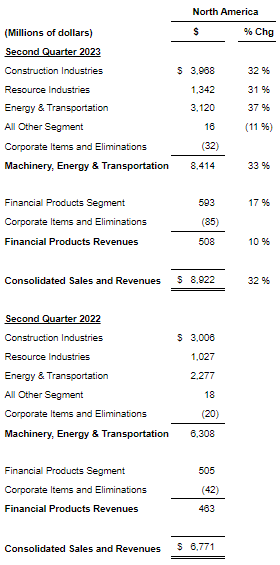 North America
(Millions of dollars) $ % Chg
Second Quarter 2023
Construction Industries $ 3,968 32 %
Resource Industries 1,342 31 %
Energy & Transportation 3,120 37 %
All Other Segment 16 (11 %)
Corporate Items and Eliminations (32)
Machinery, Energy & Transportation 8,414 33 %
Financial Products Segment 593 17 %
Corporate Items and Eliminations (85)
Financial Products Revenues 508 10 %
Consolidated Sales and Revenues $ 8,922 32 %
Second Quarter 2022
Construction Industries $ 3,006
Resource Industries 1,027
Energy & Transportation 2,277
All Other Segment 18
Corporate Items and Eliminations (20)
Machinery, Energy & Transportation 6,308
Financial Products Segment 505
Corporate Items and Eliminations (42)
Financial Products Revenues 463
Consolidated Sales and Revenues $ 6,771